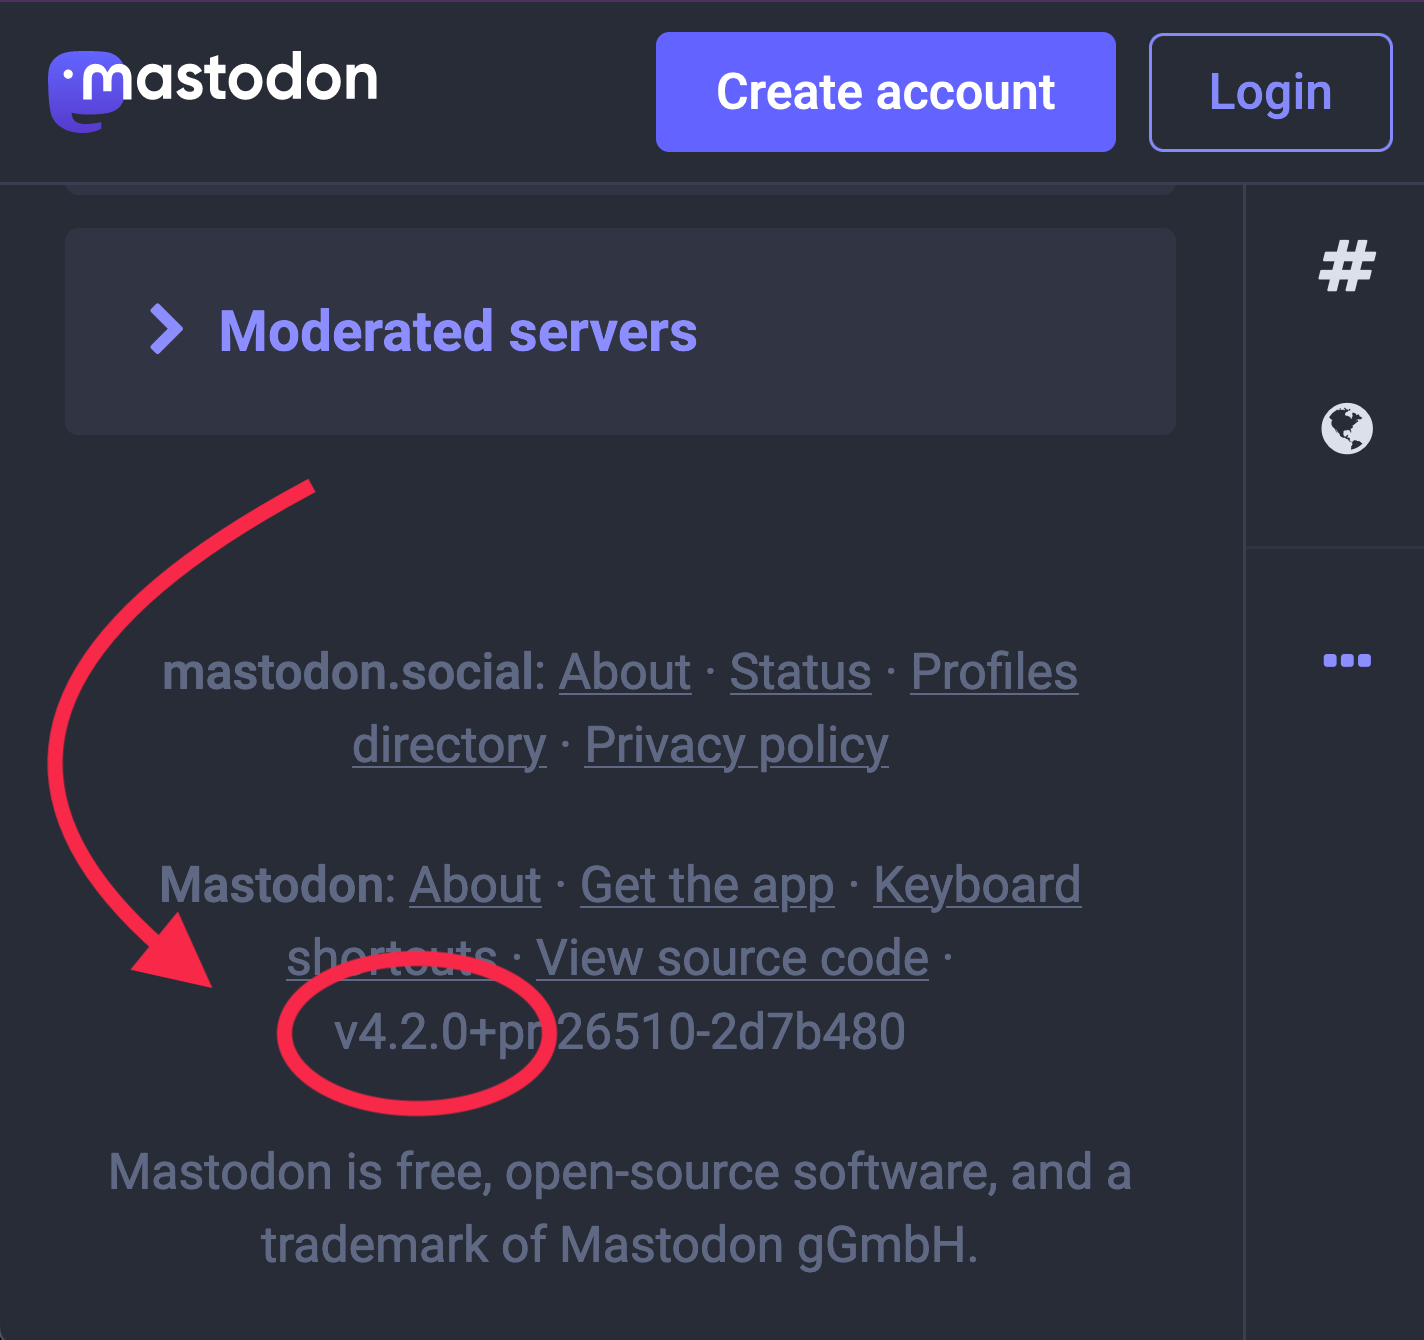 mastodon
Create account
Login
Moderated servers
mastodon.social: About · Status · Profiles
directory · Privacy policy
Mastodon: About · Get the app · Keyboard
shortcuts · View source code ·
v4.2.0+pr-26510-2d7b480
Mastodon is free, open-source software, and a
trademark of Mastodon gGmbH.